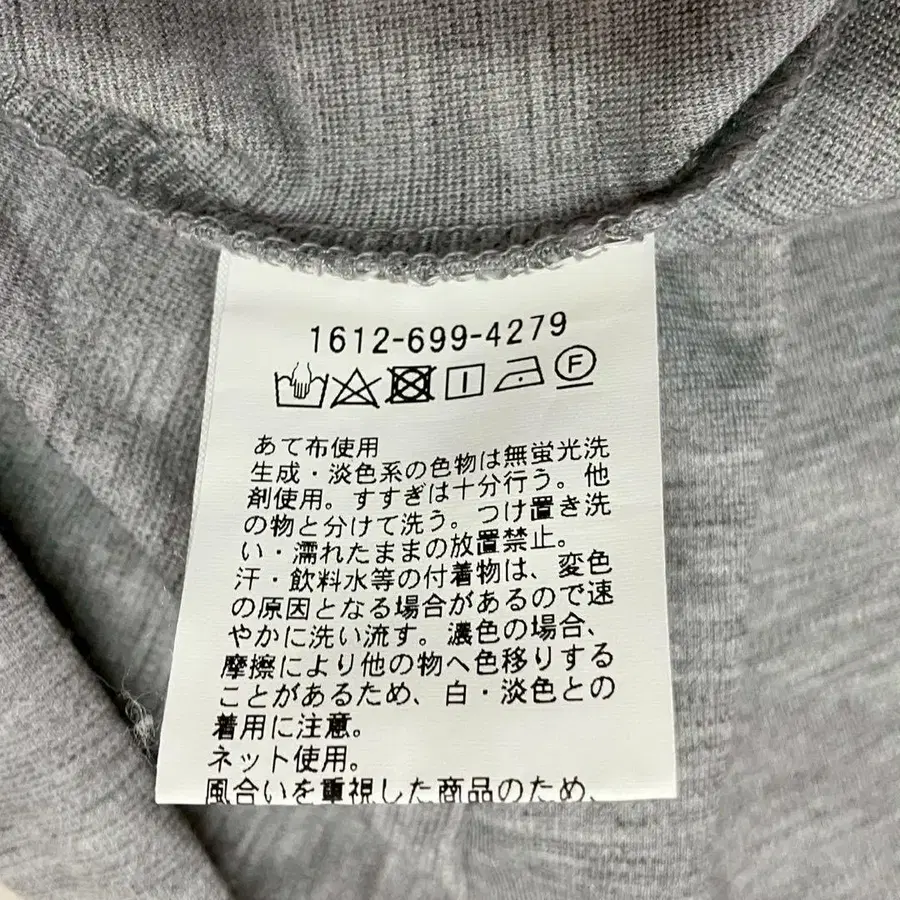 1612-699-4279
F
あて布使用
生成・淡色系の色物は無蛍光洗
剤使用。すすぎは十分行う。他
の物と分けて洗う。つけ置き洗
い・濡れたままの放置禁止。
汗・飲料水等の付着物は、変色
の原因となる場合があるので速
やかに洗い流す。濃色の場合、
摩擦により他の物へ色移りする
ことがあるため、白・淡色との
着用に注意。
ネット使用。
風合いを重視した商品のため、